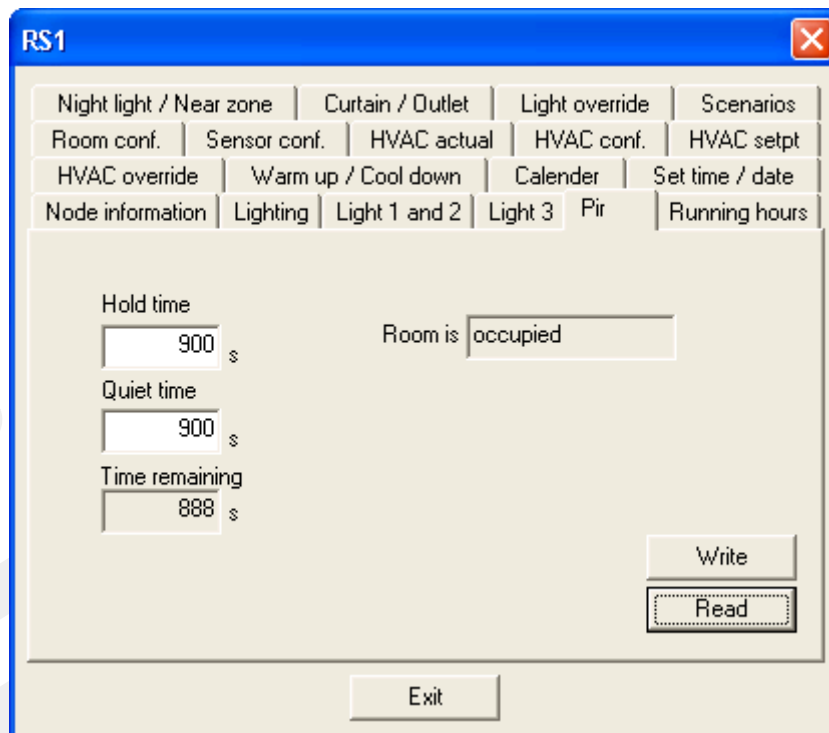 RS1
Night light / Near zone Curtain / Outlet Light override Scenarios
Room conf. Sensor conf. HVAC actual HVAC conf. HVAC setpt
HVAC override Warm up / Cool down Calender Set time / date
Node information Lighting Light 1 and 2 Light 3 Pir Running hours
Hold time
900 s
Room is occupied
Quiet time
900 s
Time remaining
888 s
Write
Read
Exit